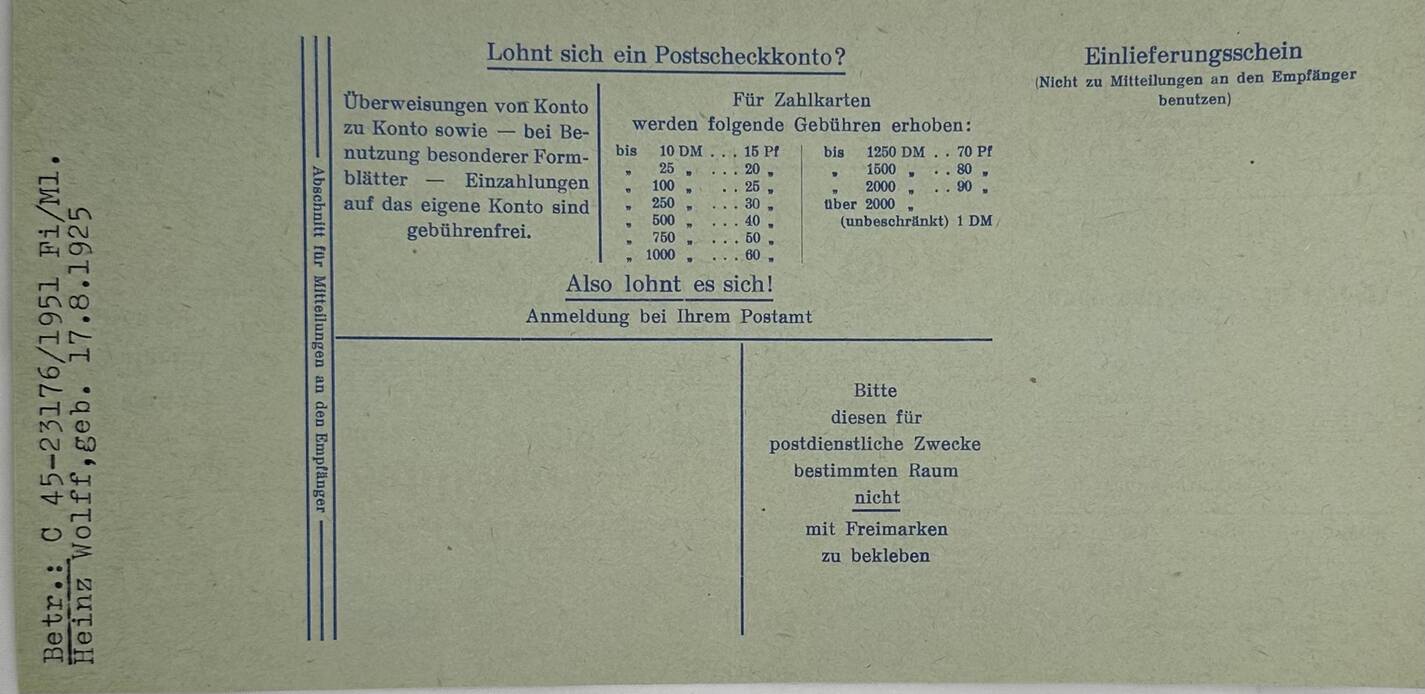 Betr.: C 45-23176/1951 Fi/Ml.
Heinz Wolff,geb. 17.8.1925
Abschnitt für Mitteilungen an den Empfänger
Lohnt sich ein Postscheckkonto?
Überweisungen von Konto
zu Konto sowie — bei Be-
nutzung besonderer Form-
blätter — Einzahlungen
auf das eigene Konto sind
gebührenfrei.
Für Zahlkarten
werden folgende Gebühren erhoben:
bis 10 DM . . . 15 Pf
„ 25 „ . . . 20 „
„ 100 „ . . 25 „
„ 250 „ . . . 30 „
„ 500 „ . . . 40 „
„ 750 „ . . . 50 „
„ 1000 „ . . . 60 „
bis 1250 DM . . 70 Pf
„ 1500 „ . . 80 „
„ 2000 „ . . 90 „
über 2000 „
(unbeschränkt) 1 DM
Also lohnt es sich!
Anmeldung bei Ihrem Postamt
Bitte
diesen für
postdienstliche Zwecke
bestimmten Raum
nicht
mit Freimarken
zu bekleben
Einlieferungsschein
(Nicht zu Mitteilungen an den Empfänger
benutzen)